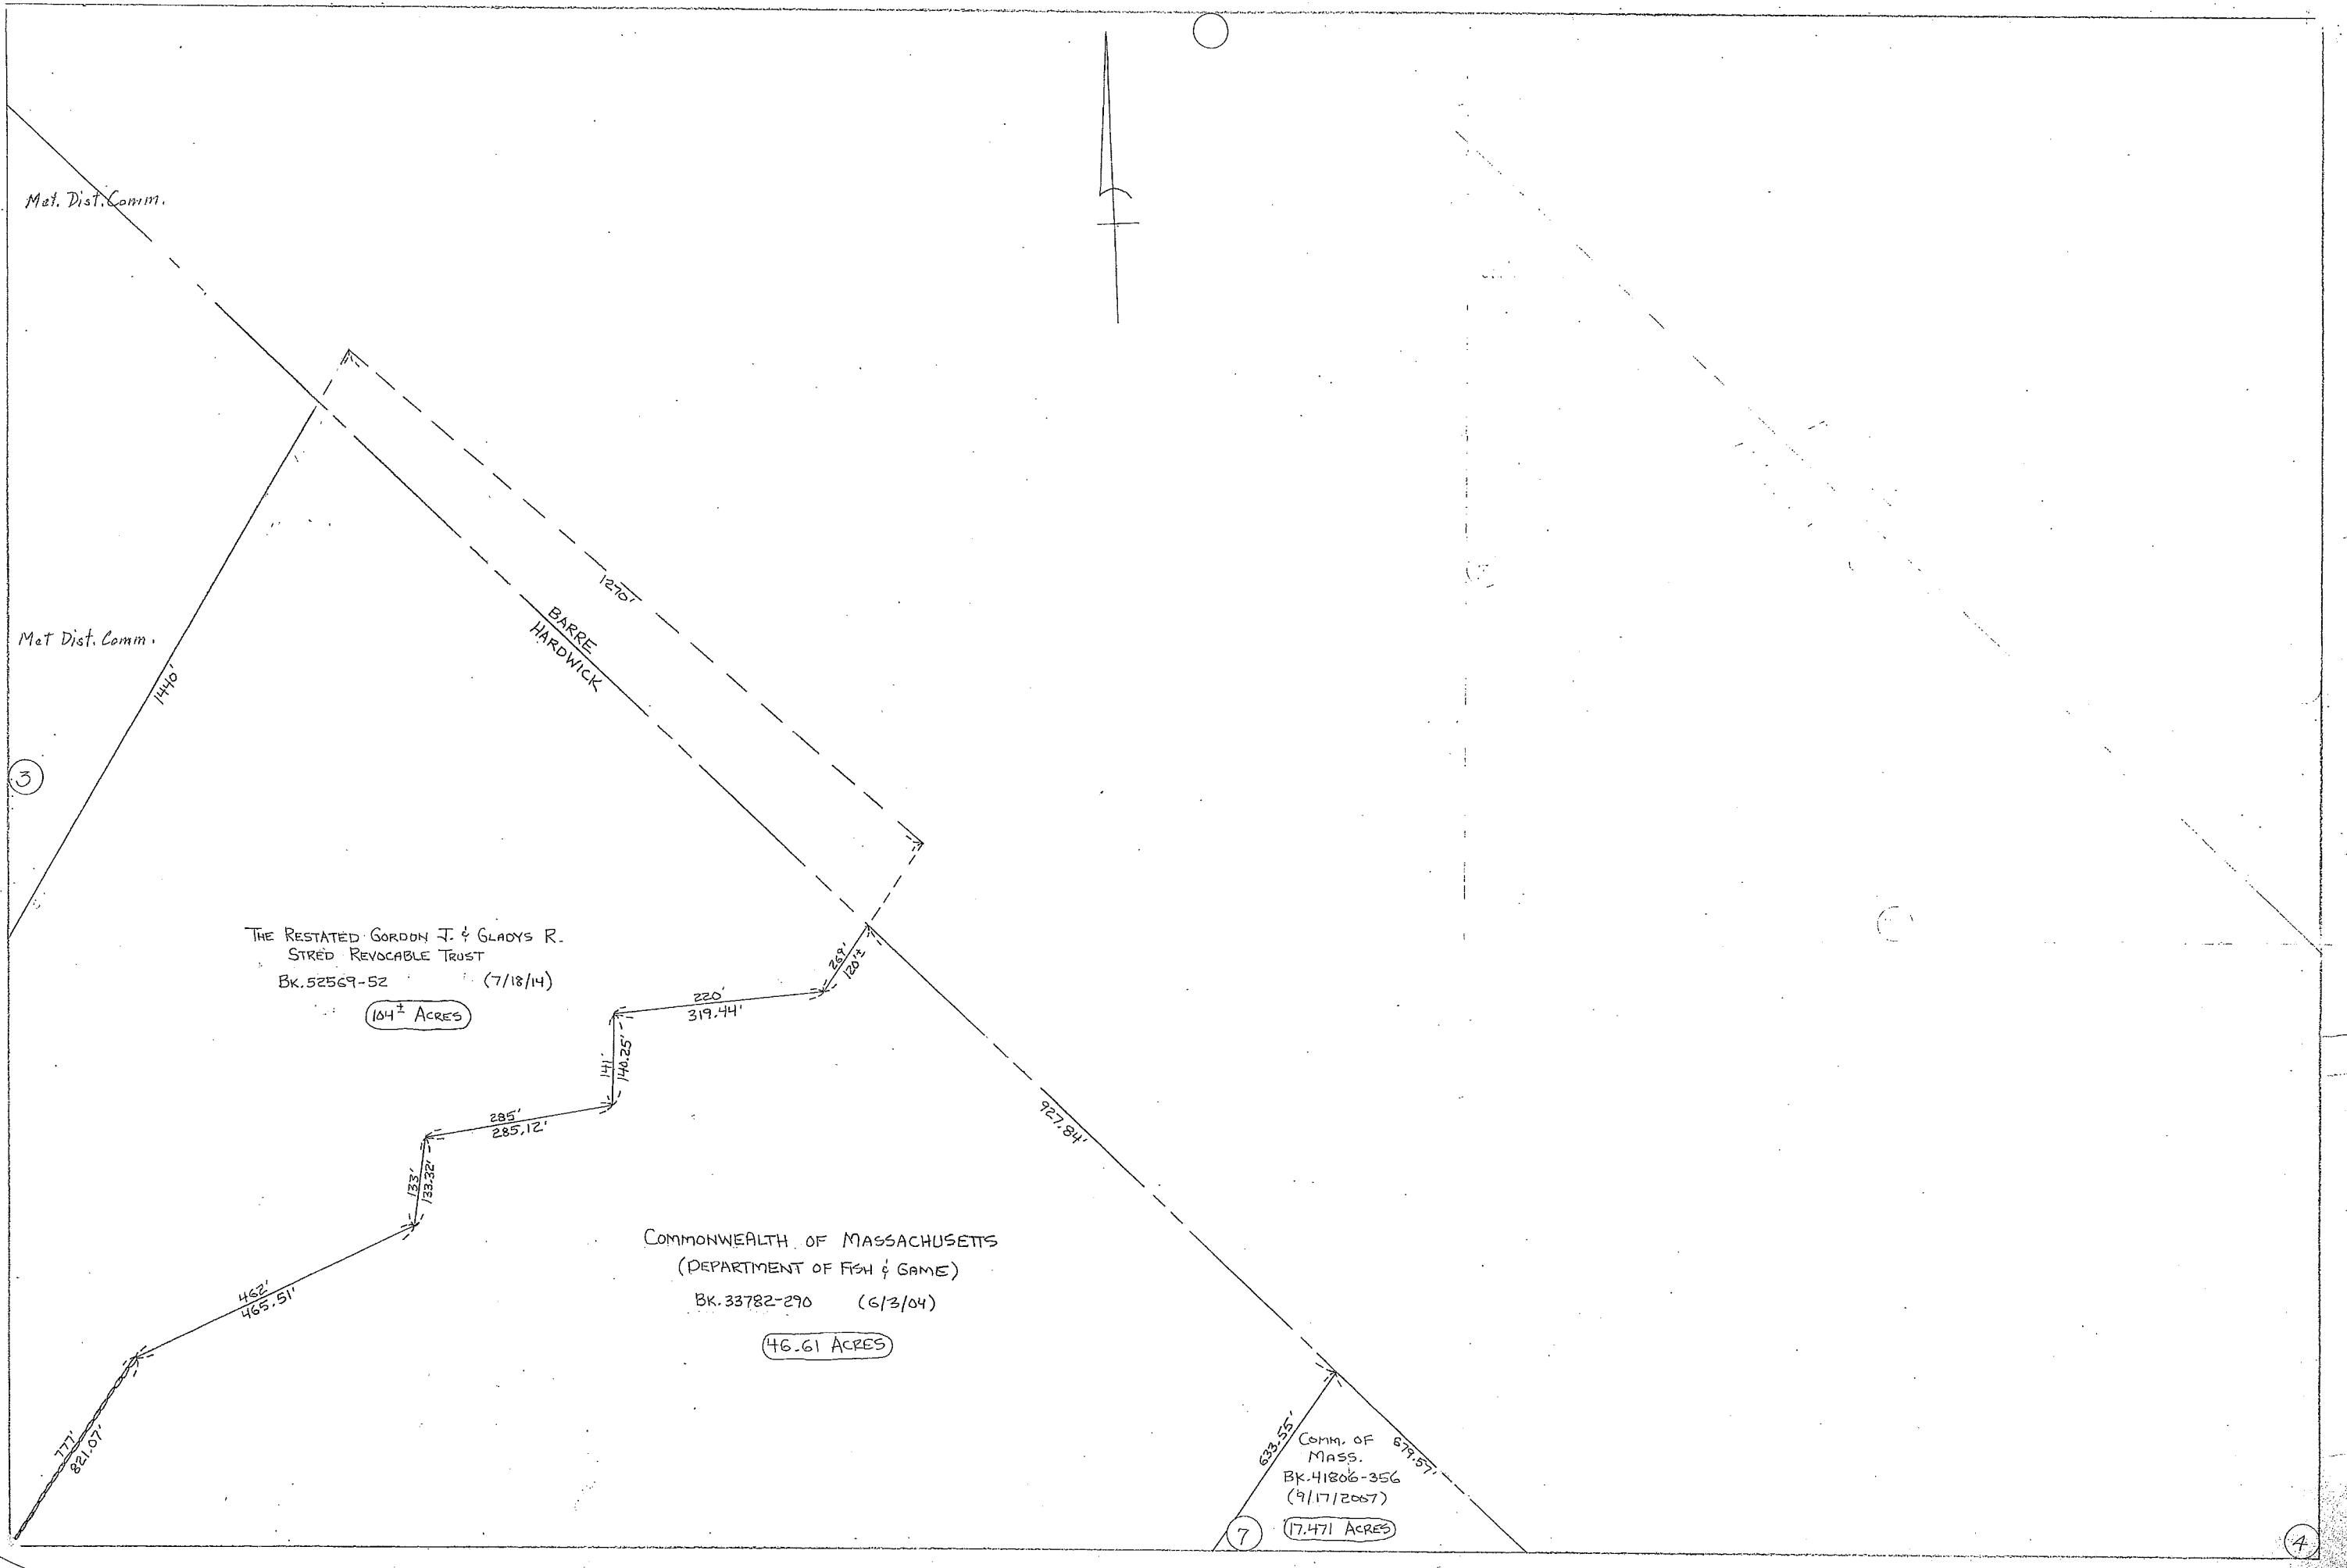 Met. Dist. Comm.
1270'
BARRE
HARDWICK
Met Dist. Comm.
1440'
3
THE RESTATED GORDON J. & GLADYS R.
STRED REVOCABLE TRUST
BK. 52569-52 (7/18/14)
104± ACRES
269'
120'±
220'
319.44'
141'
140.25'
285'
285.12'
133'
133.32'
927.84'
COMMONWEALTH OF MASSACHUSETTS
(DEPARTMENT OF FISH & GAME)
BK. 33782-290 (6/3/04)
46.61 ACRES
462'
465.51'
777'
821.07'
633.55'
679.57'
COMM. OF
MASS.
BK. 41806-356
(9/17/2007)
17.471 ACRES
7
4